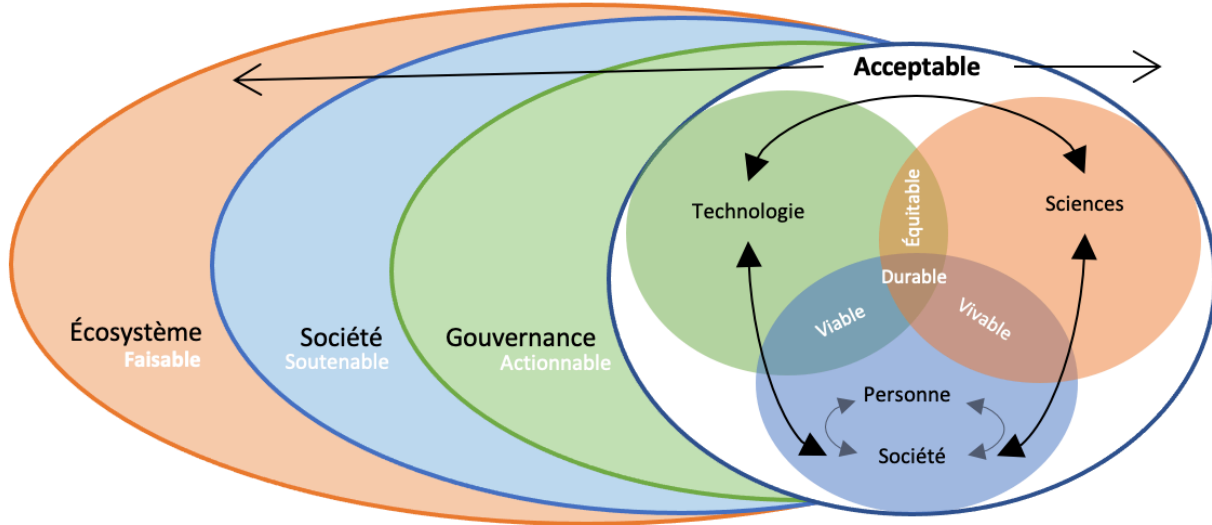 Acceptable
Technologie
Sciences
Équitable
Durable
Viable
Vivable
Écosystème
Faisable
Société
Soutenable
Gouvernance
Actionnable
Personne
Société